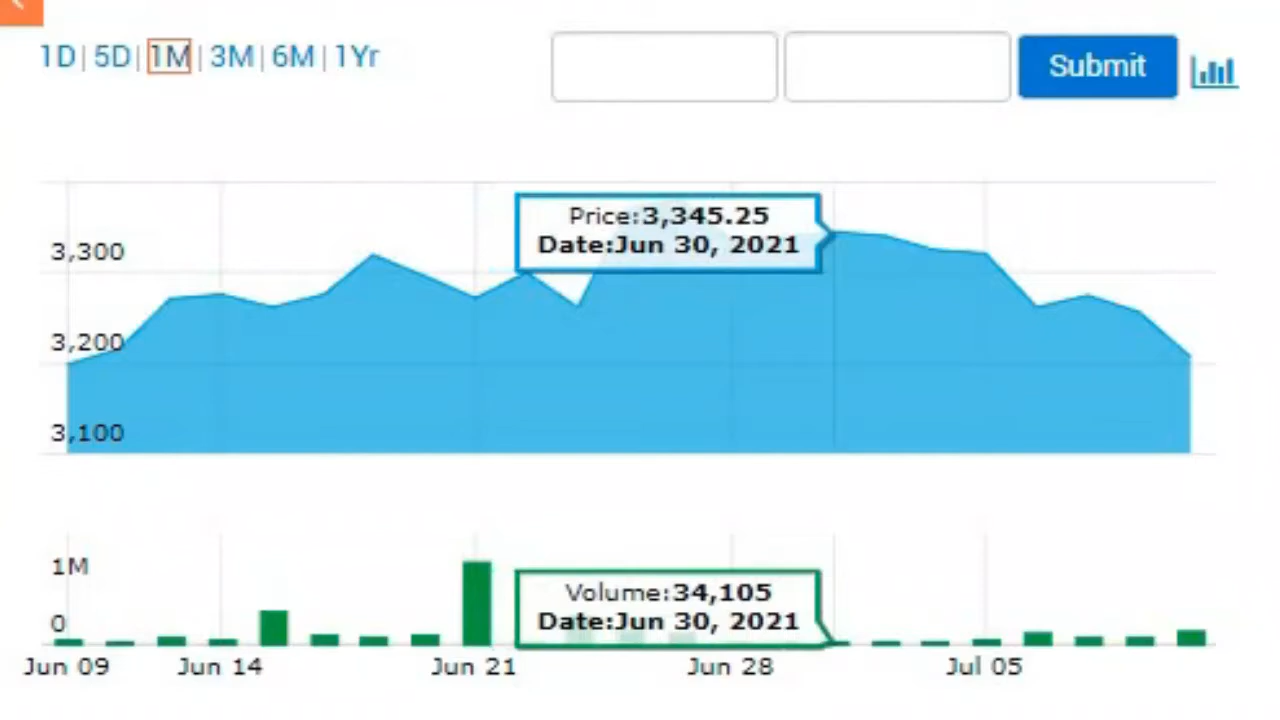 1D | 5D | 1M | 3M | 6M | 1Yr
Submit
Price:3,345.25
Date:Jun 30, 2021
3,300
3,200
3,100
1M
Volume:34,105
Date:Jun 30, 2021
0
Jun 09 Jun 14 Jun 21 Jun 28 Jul 05